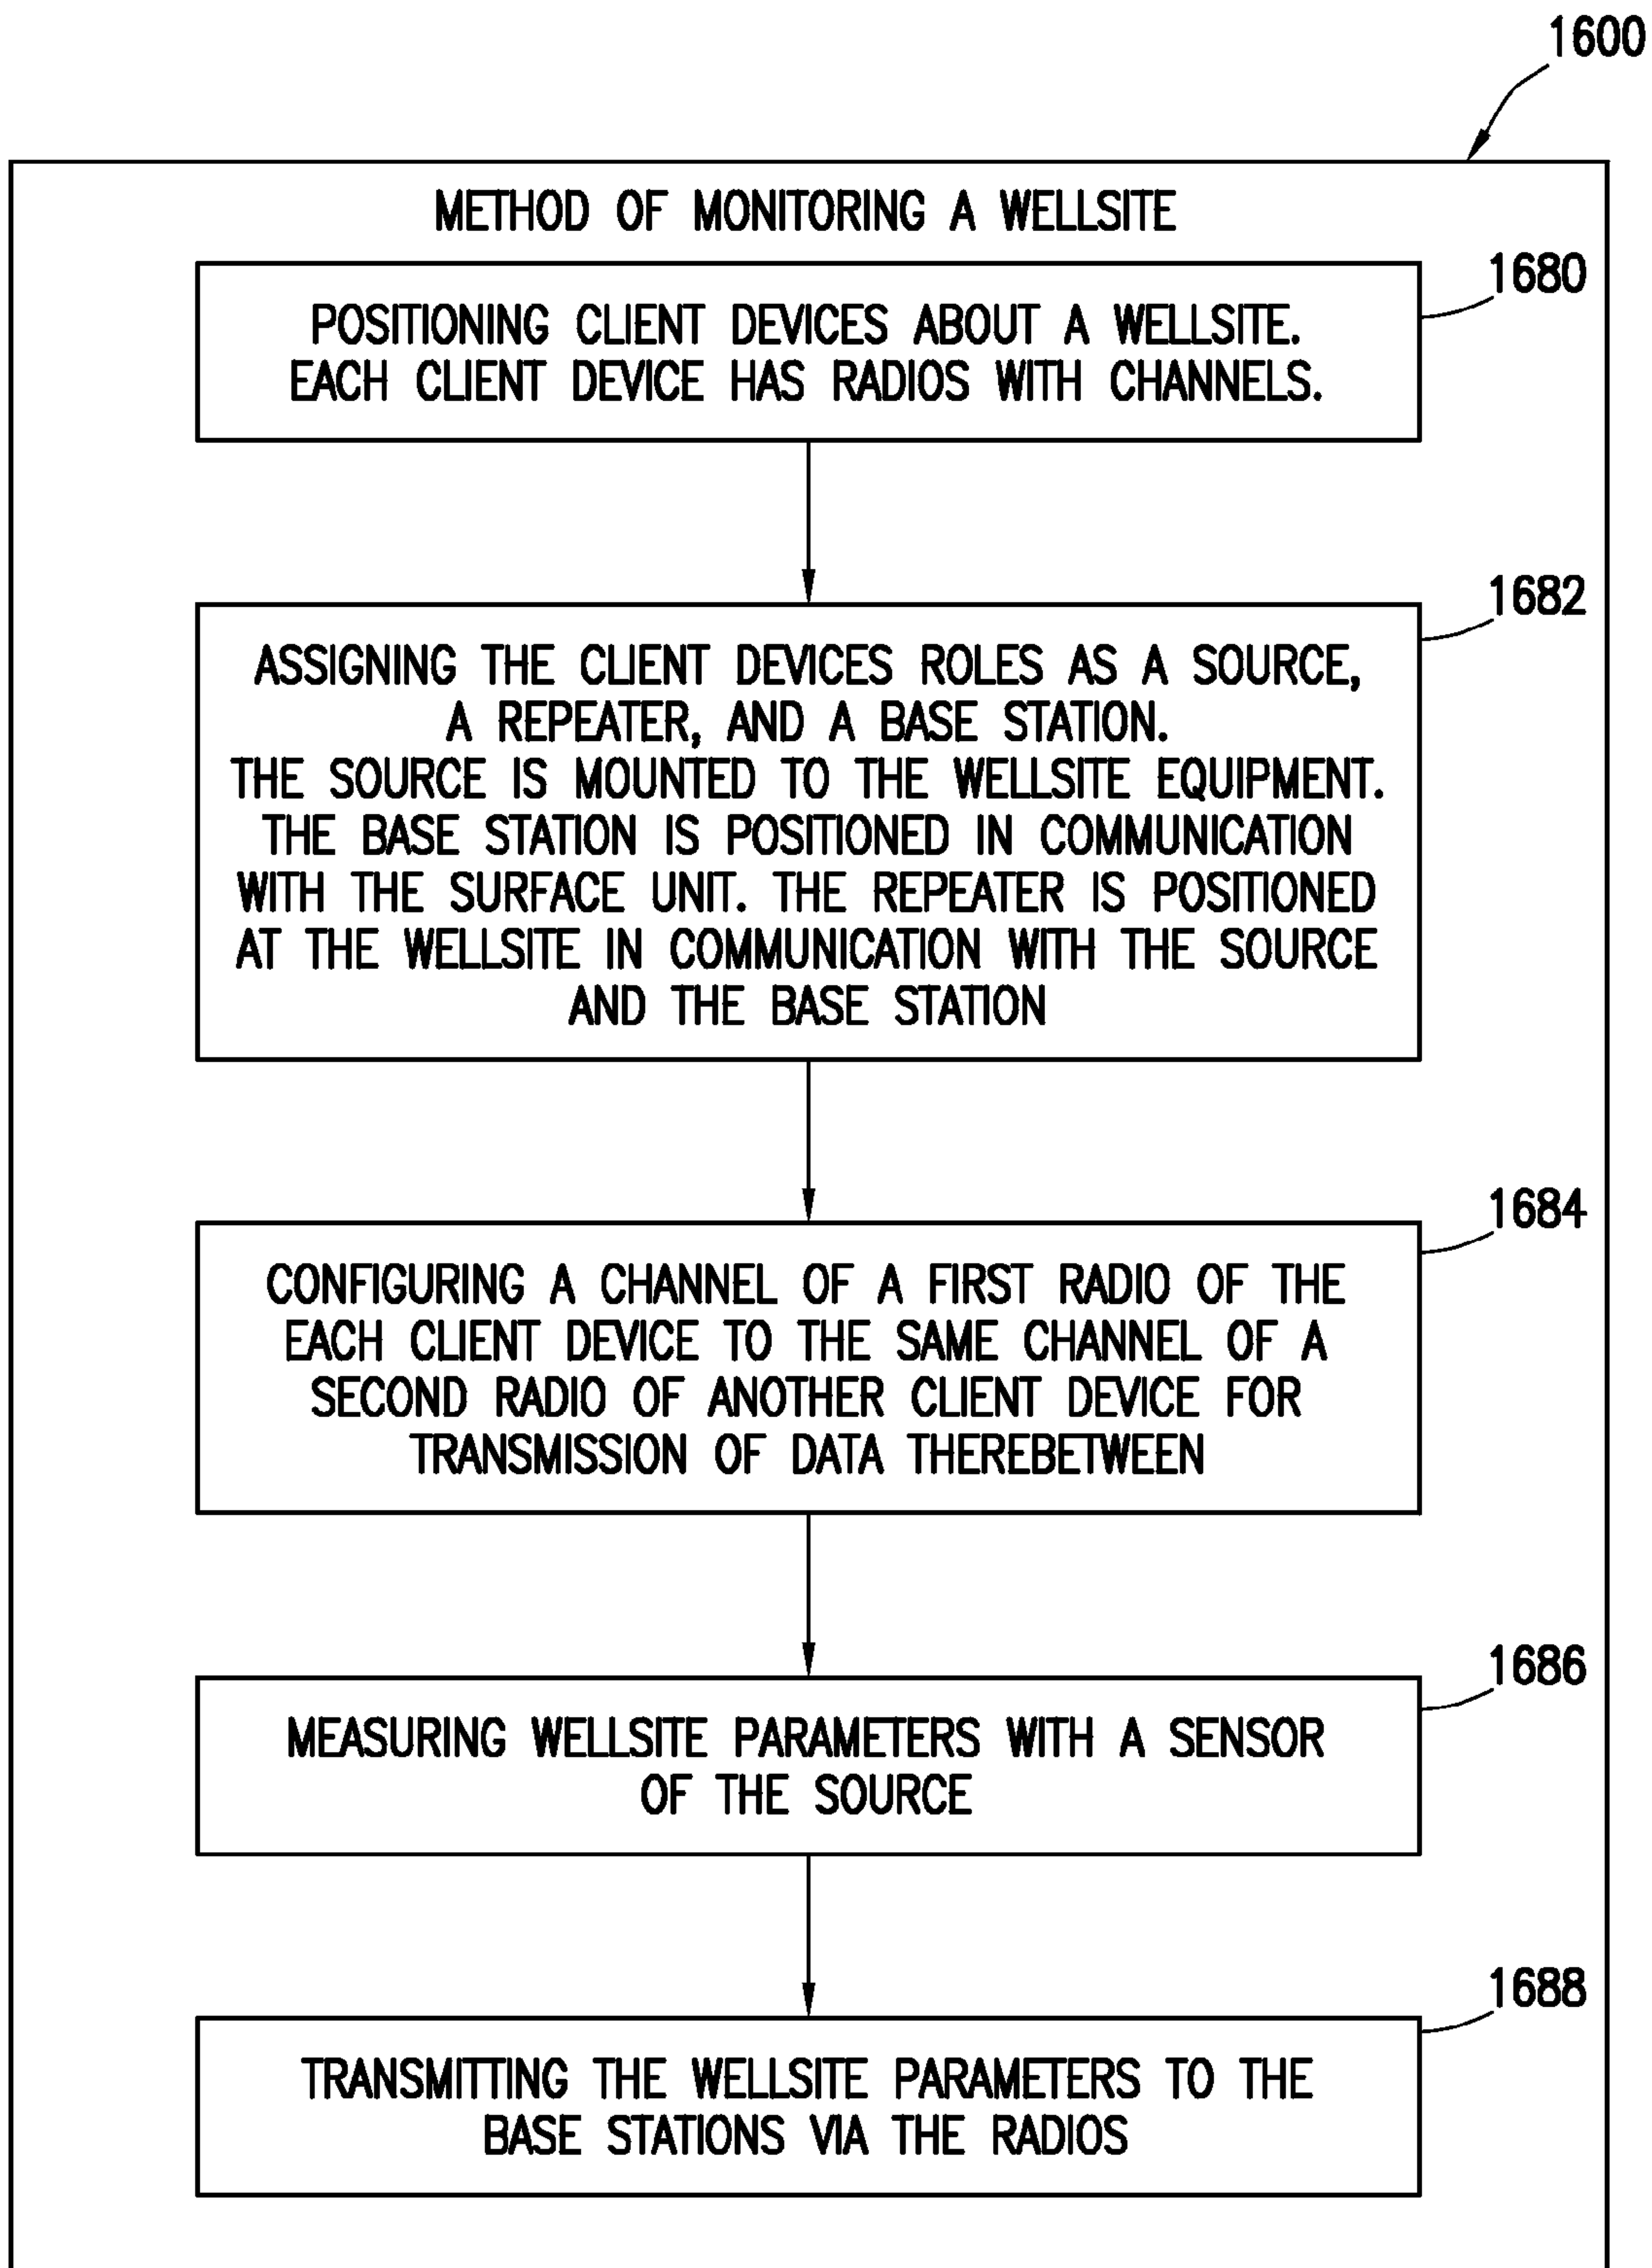 1600
METHOD OF MONITORING A WELLSITE
1680
POSITIONING CLIENT DEVICES ABOUT A WELLSITE.
EACH CLIENT DEVICE HAS RADIOS WITH CHANNELS.
1682
ASSIGNING THE CLIENT DEVICES ROLES AS A SOURCE,
A REPEATER, AND A BASE STATION.
THE SOURCE IS MOUNTED TO THE WELLSITE EQUIPMENT.
THE BASE STATION IS POSITIONED IN COMMUNICATION
WITH THE SURFACE UNIT. THE REPEATER IS POSITIONED
AT THE WELLSITE IN COMMUNICATION WITH THE SOURCE
AND THE BASE STATION
1684
CONFIGURING A CHANNEL OF A FIRST RADIO OF THE
EACH CLIENT DEVICE TO THE SAME CHANNEL OF A
SECOND RADIO OF ANOTHER CLIENT DEVICE FOR
TRANSMISSION OF DATA THEREBETWEEN
1686
MEASURING WELLSITE PARAMETERS WITH A SENSOR
OF THE SOURCE
1688
TRANSMITTING THE WELLSITE PARAMETERS TO THE
BASE STATIONS VIA THE RADIOS